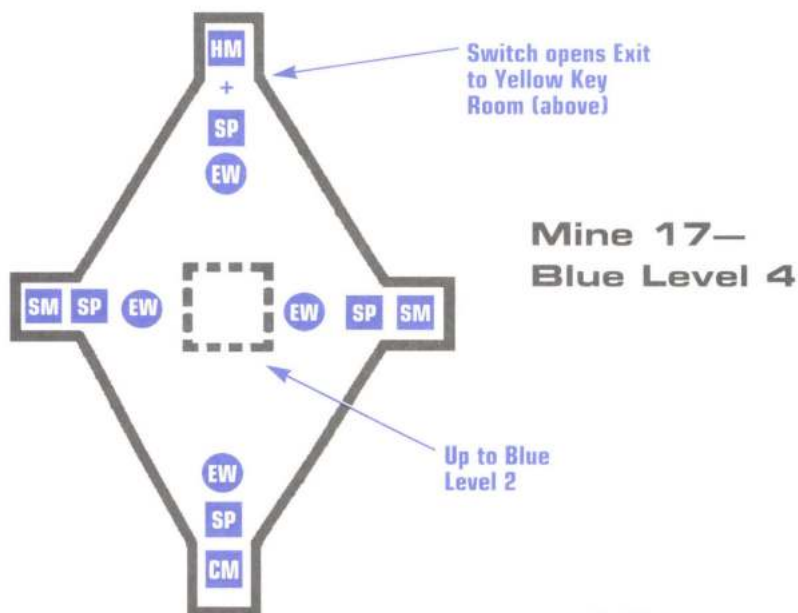 HM
Switch opens Exit
to Yellow Key
Room (above)
+
SP
EW
Mine 17—
Blue Level 4
SM SP EW EW SP SM
Up to Blue
Level 2
EW
SP
CM